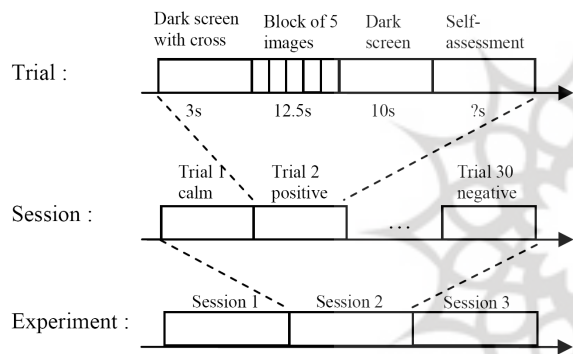 Dark screen with cross
Block of 5 images
Dark screen
Self-assessment
Trial :
3s
12.5s
10s
?s
Trial 1 calm
Trial 2 positive
Trial 30 negative
Session :
...
Session 1
Session 2
Session 3
Experiment :